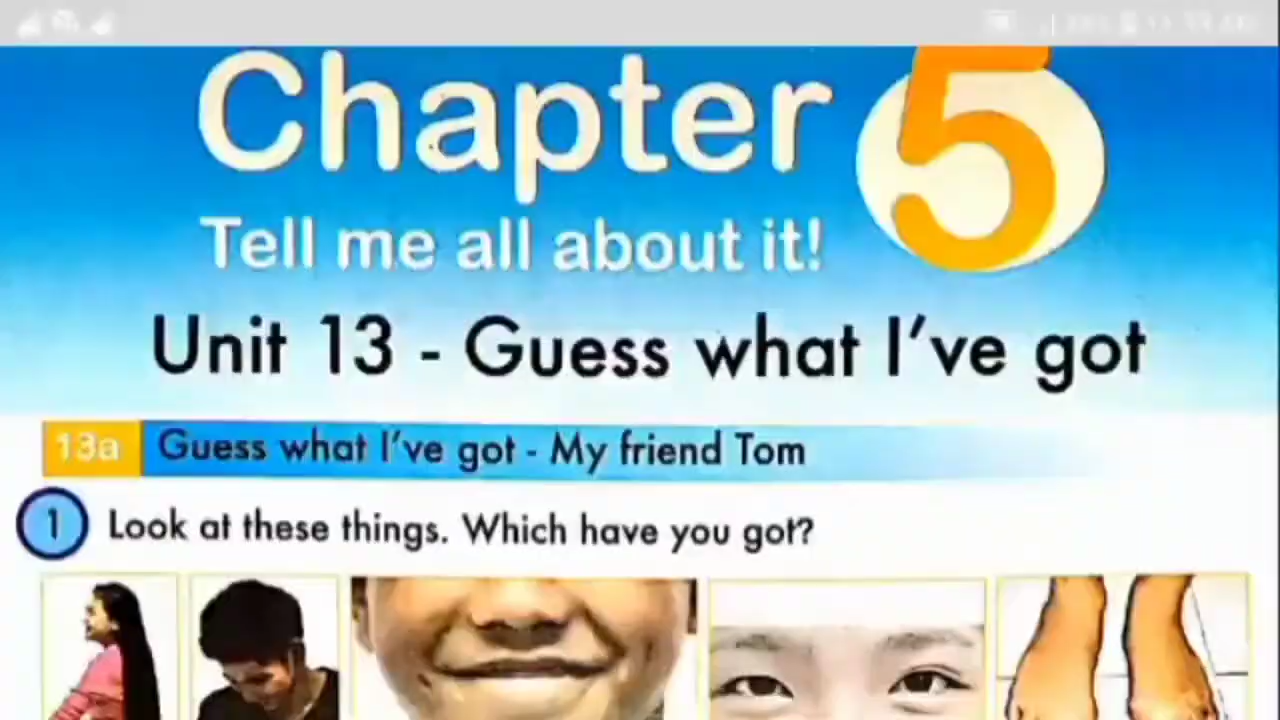 Chapter 5
Tell me all about it!
Unit 13 - Guess what I've got
13a Guess what I've got - My friend Tom
1 Look at these things. Which have you got?